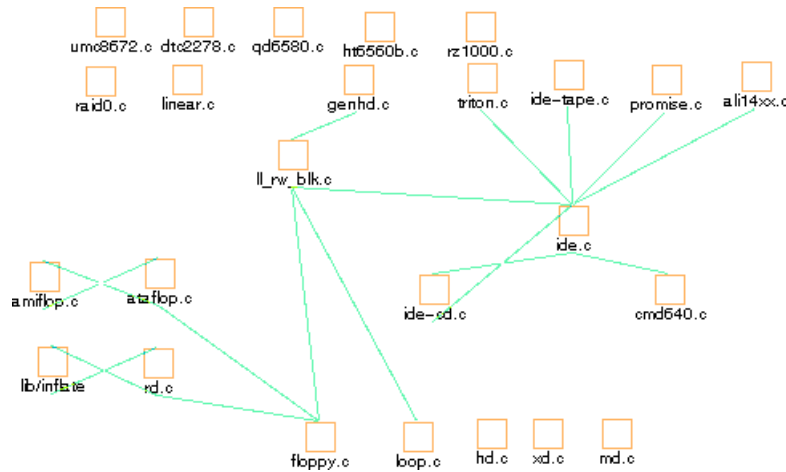 umc8672.c dtc2278.c qd6580.c ht6560b.c rz1000.c
raid0.c linear.c genhd.c triton.c ide-tape.c promise.c ali14xx.c
ll_rw_blk.c
ide.c
amiflop.c ataflop.c ide-cd.c cmd640.c
lib/inflate rd.c
floppy.c loop.c hd.c xd.c md.c